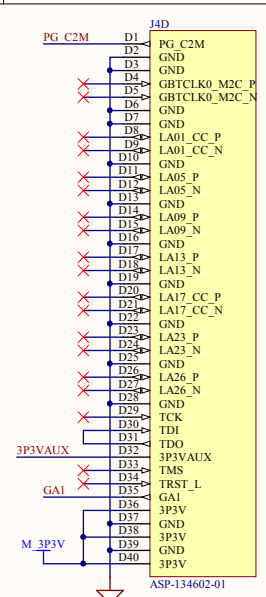 J4D
PG_C2M D1 PG_C2M
D2 GND
D3 GND
D4 GBTCLK0_M2C_P
D5 GBTCLK0_M2C_N
D6 GND
D7 GND
D8 LA01_CC_P
D9 LA01_CC_N
D10 GND
D11 LA05_P
D12 LA05_N
D13 GND
D14 LA09_P
D15 LA09_N
D16 GND
D17 LA13_P
D18 LA13_N
D19 GND
D20 LA17_CC_P
D21 LA17_CC_N
D22 GND
D23 LA23_P
D24 LA23_N
D25 GND
D26 LA26_P
D27 LA26_N
D28 GND
D29 TCK
D30 TDI
D31 TDO
3P3VAUX D32 3P3VAUX
D33 TMS
D34 TRST_L
GA1 D35 GA1
D36 3P3V
D37 GND
D38 3P3V
M_3P3V D39 GND
D40 3P3V
ASP-134602-01